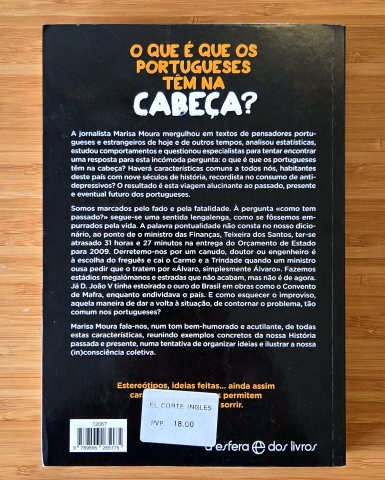 O QUE É QUE OS
PORTUGUESES
TÊM NA
CABEÇA?
A jornalista Marisa Moura mergulhou em textos de pensadores portu-
gueses e estrangeiros de hoje e de outros tempos, analisou estatísticas,
estudou comportamentos e questionou especialistas para tentar encontrar
uma resposta para esta incómoda pergunta: o que é que os portugueses
têm na cabeça? Haverá características comuns a todos nós, habitantes
deste país com nove séculos de história, recordista no consumo de anti-
depressivos? O resultado é esta viagem alucinante ao passado, presente
e eventual futuro dos portugueses.
Somos marcados pelo fado e pela fatalidade. À pergunta «como tem
passado?» segue-se uma sentida lengalenga, como se fôssemos em-
purrados pela vida. A palavra pontualidade não consta no nosso dicio-
nário, ao ponto de o ministro das Finanças, Teixeira dos Santos, ter-se
atrasado 31 horas e 27 minutos na entrega do Orçamento de Estado
para 2009. Derretemo-nos por um canudo, doutor ou engenheiro é
à escolha do freguês e cai o Carmo e a Trindade quando um ministro
ousa pedir que o tratem por «Álvaro, simplesmente Álvaro». Fazemos
estádios megalómanos e estradas que não acabam, mas não é de agora.
Já D. João V tinha estoirado o ouro do Brasil em obras como o Convento
de Mafra, enquanto endividava o país. E como esquecer o improviso,
aquela maneira de dar a volta à situação, de contornar o problema, tão
comum nos portugueses?
Marisa Moura fala-nos, num tom bem-humorado e acutilante, de todas
estas características, reunindo exemplos concretos da nossa História
passada e presente, numa tentativa de organizar ideias e ilustrar a nossa
(in)consciência coletiva.
Estereótipos, ideias feitas... ainda assim
permitem
sorrir.
EL CORTE INGLES
PVP: 18.00
12067
9 789896 265175
a esfera dos livros